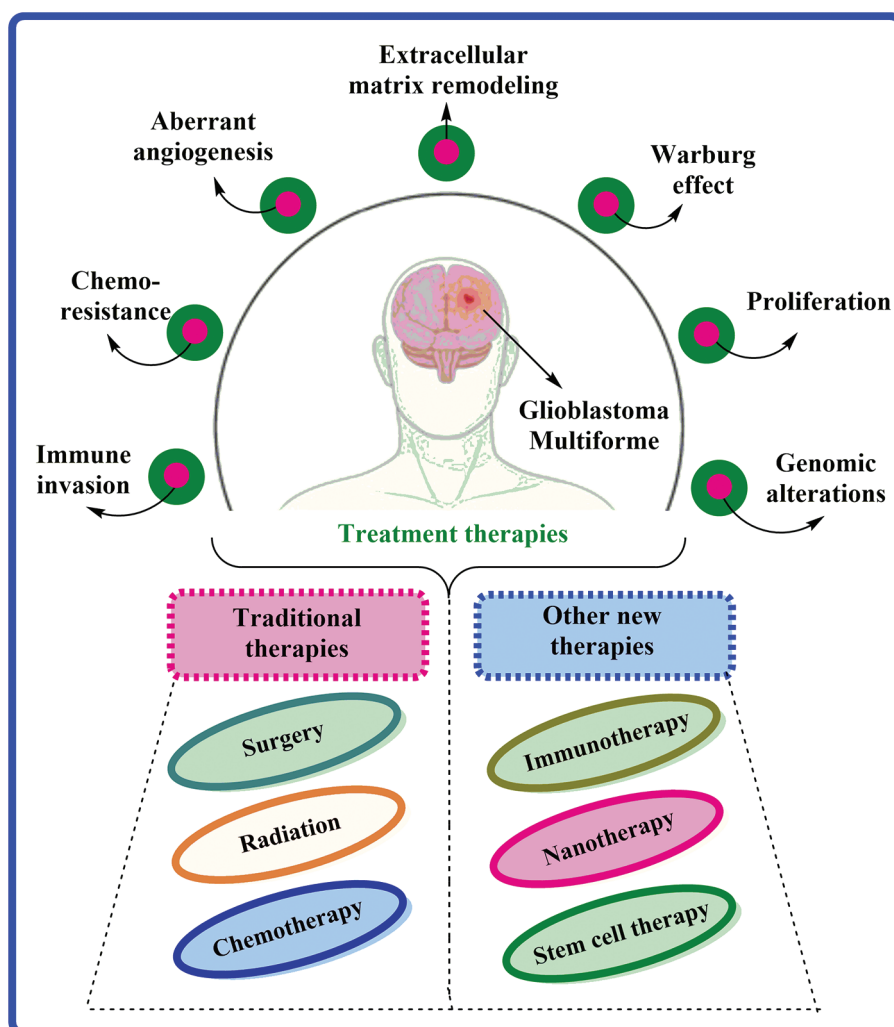 Extracellular
matrix remodeling
Aberrant
angiogenesis
Warburg
effect
Chemo-
resistance
Proliferation
Glioblastoma
Multiforme
Immune
invasion
Genomic
alterations
Treatment therapies
Traditional
therapies
Other new
therapies
Surgery
Immunotherapy
Radiation
Nanotherapy
Chemotherapy
Stem cell therapy